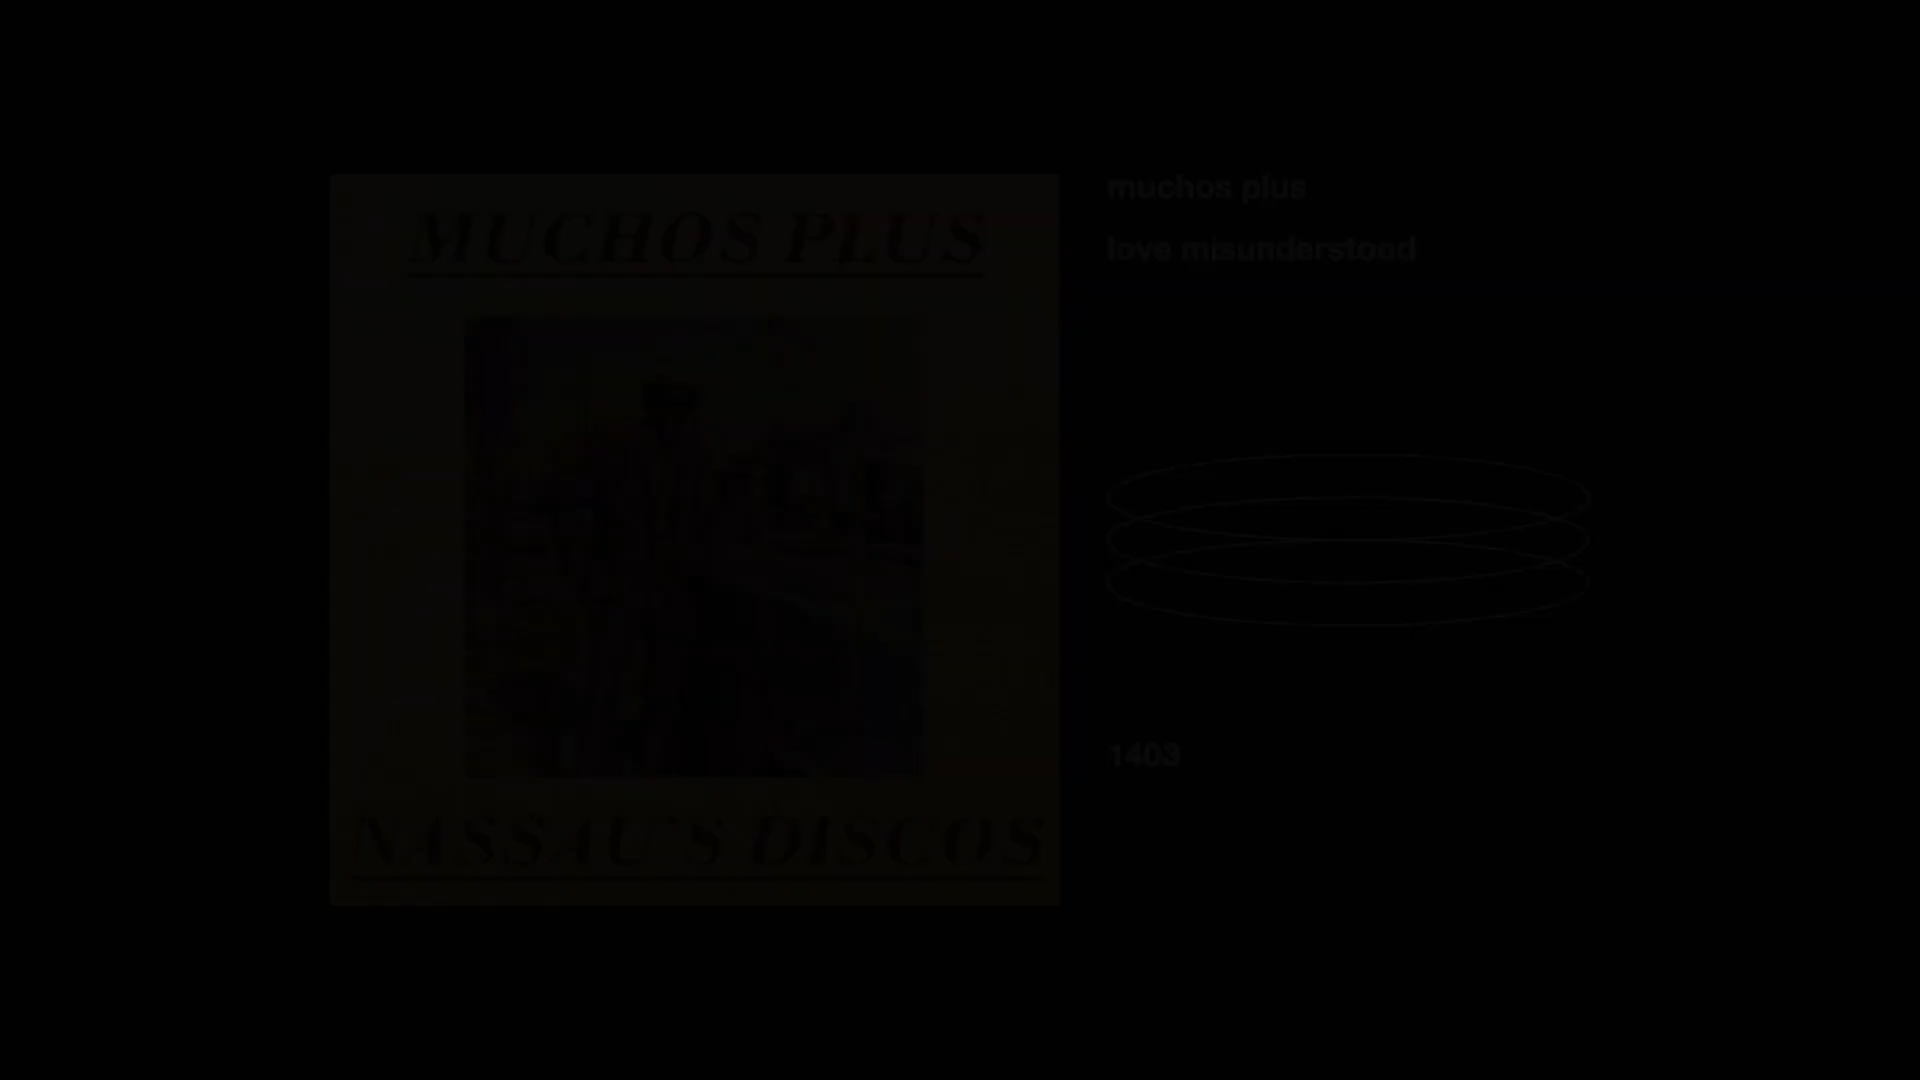 MUCHOS PLUS
NASSAU'S DISCOS
muchos plus
love misunderstood
1403